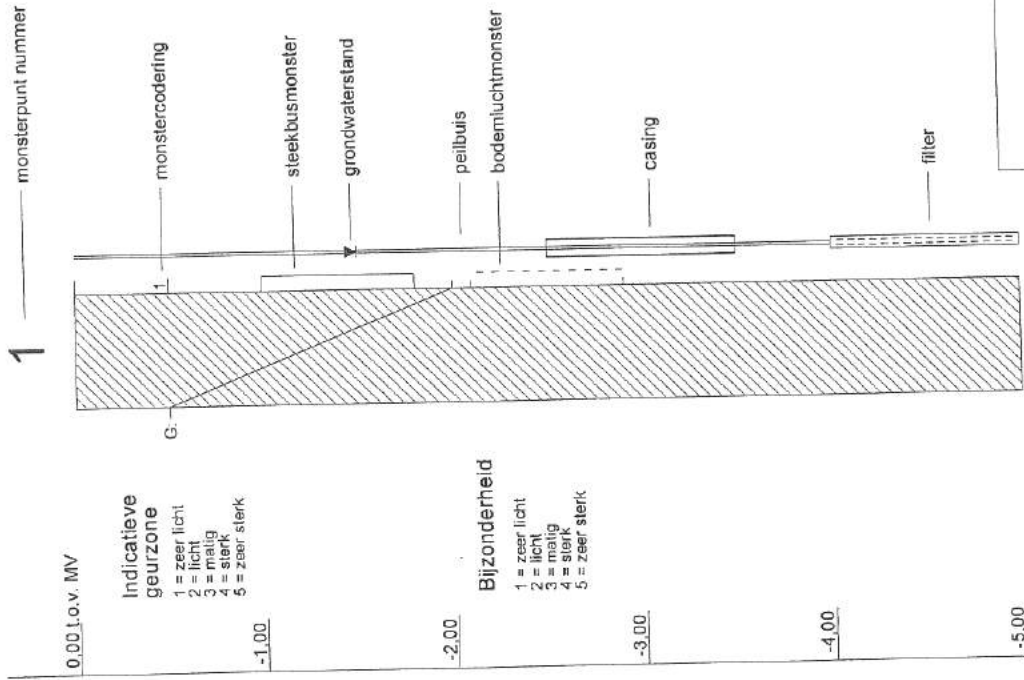 1
monsterpunt nummer
0,00 t.o.v. MV
-1,00
-2,00
-3,00
-4,00
-5,00
Indicatieve
geurzone
1 = zeer licht
2 = licht
3 = matig
4 = sterk
5 = zeer sterk
Bijzonderheid
1 = zeer licht
2 = licht
3 = matig
4 = sterk
5 = zeer sterk
G:
1
monstercodering
steekbusmonster
grondwaterstand
peilbuis
bodemluchtmonster
casing
filter